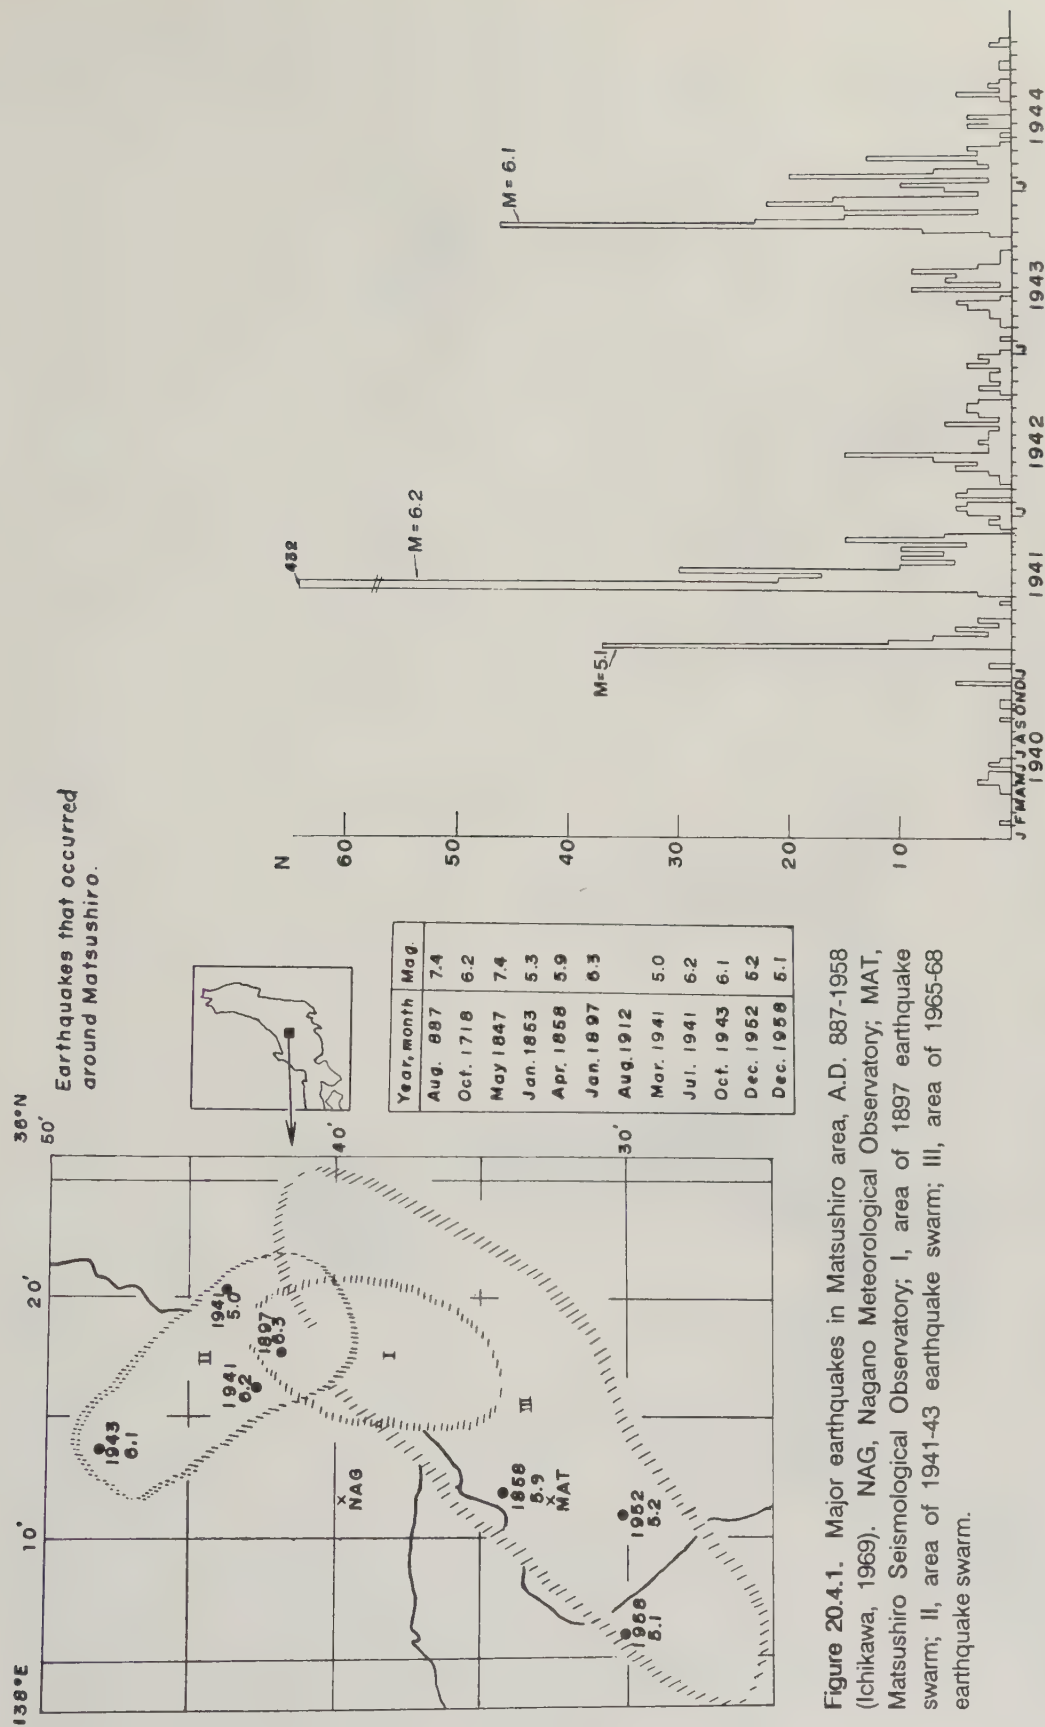 138°E
10'
20'
36°N
50'
40'
30'
1943
6.1
II
1941
6.2
1941
5.0
1897
6.3
I
III
NAG
1858
5.9
MAT
1952
5.2
1958
5.1
Earthquakes that occurred
around Matsushiro.
Year, month Mag.
Aug. 887 7.4
Oct. 1718 6.2
May 1847 7.4
Jan. 1853 5.3
Apr. 1858 5.9
Jan. 1897 6.3
Aug. 1912
Mar. 1941 5.0
Jul. 1941 6.2
Oct. 1943 6.1
Dec. 1952 5.2
Dec. 1958 5.1
N
60
50
40
30
20
10
M=5.1
452
M=6.2
M=6.1
J F M A M J J A S O N D J
J
J
J
1940
1941
1942
1943
1944
Figure 20.4.1. Major earthquakes in Matsushiro area, A.D. 887-1958
(Ichikawa, 1969). NAG, Nagano Meteorological Observatory; MAT,
Matsushiro Seismological Observatory; I, area of 1897 earthquake
swarm; II, area of 1941-43 earthquake swarm; III, area of 1965-68
earthquake swarm.